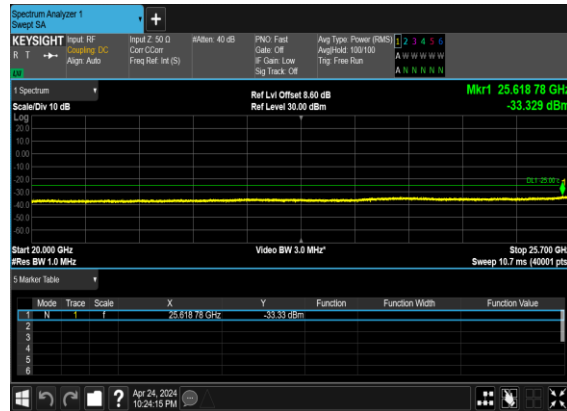 Spectrum Analyzer 1
Swept SA
+
KEYSIGHT Input: RF Input Z: 50 Ω #Atten: 40 dB PNO: Fast Avg Type: Power (RMS) 1 2 3 4 5 6
R T Coupling: DC Corr CCorr Gate: Off Avg|Hold: 100/100 A W W W W W
Align: Auto Freq Ref: Int (S) IF Gain: Low Trig: Free Run
Sig Track: Off A N N N N N
1 Spectrum Ref Lvl Offset 8.60 dB Mkr1 25.618 78 GHz
Scale/Div 10 dB Ref Level 30.00 dBm -33.329 dBm
Log
20.0
10.0
0.00
-10.0
-20.0
-30.0
-40.0
-50.0
-60.0
Start 20.000 GHz Video BW 3.0 MHz* Stop 25.700 GHz
#Res BW 1.0 MHz Sweep 10.7 ms (40001 pts
5 Marker Table
Mode Trace Scale X Y Function Function Width Function Value
1 N 1 f 25.618 78 GHz -33.33 dBm
2
3
4
5
6
? Apr 24, 2024
10:24:15 PM